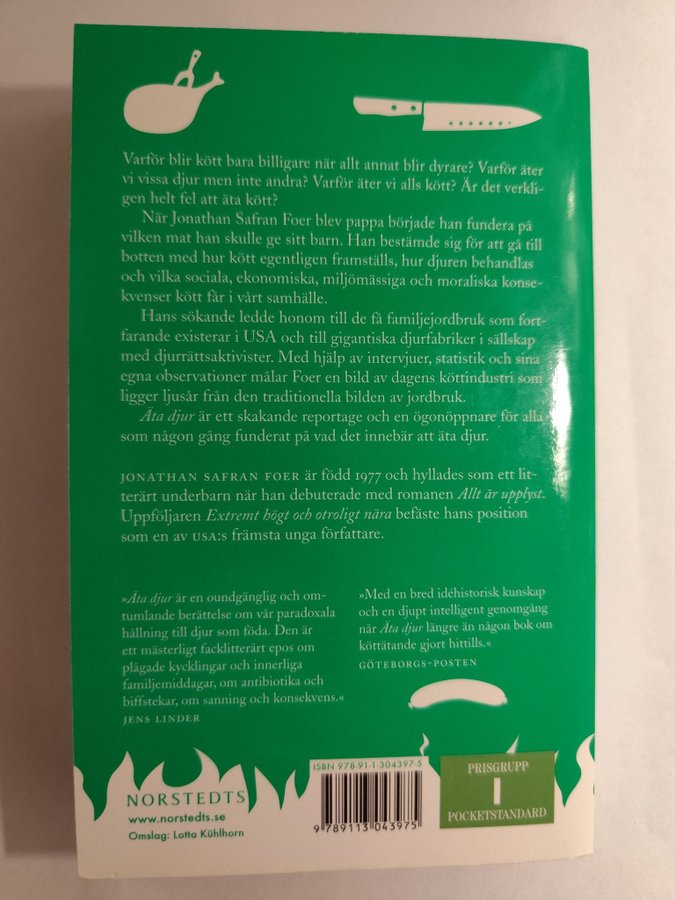 Varför blir kött bara billigare när allt annat blir dyrare? Varför äter
vi vissa djur men inte andra? Varför äter vi alls kött? Är det verkli-
gen helt fel att äta kött?
När Jonathan Safran Foer blev pappa började han fundera på
vilken mat han skulle ge sitt barn. Han bestämde sig för att gå till
botten med hur kött egentligen framställs, hur djuren behandlas
och vilka sociala, ekonomiska, miljömässiga och moraliska konse-
kvenser kött får i vårt samhälle.
Hans sökande ledde honom till de få familjejordbruk som fort-
farande existerar i USA och till gigantiska djurfabriker i sällskap
med djurrättsaktivister. Med hjälp av intervjuer, statistik och sina
egna observationer målar Foer en bild av dagens köttindustri som
ligger ljusår från den traditionella bilden av jordbruk.
Äta djur är ett skakande reportage och en ögonöppnare för alla
som någon gång funderat på vad det innebär att äta djur.
JONATHAN SAFRAN FOER är född 1977 och hyllades som ett lit-
terärt underbarn när han debuterade med romanen Allt är upplyst.
Uppföljaren Extremt högt och otroligt nära befäste hans position
som en av USA:s främsta unga författare.
»Äta djur är en oundgänglig och om-
tumlande berättelse om vår paradoxala
hållning till djur som föda. Den är
ett mästerligt facklitterärt epos om
plågade kycklingar och innerliga
familjemiddagar, om antibiotika och
biffstekar, om sanning och konsekvens.«
JENS LINDER
»Med en bred idéhistorisk kunskap
och en djupt intelligent genomgång
når Äta djur längre än någon bok om
köttätande gjort hittills.«
GÖTEBORGS-POSTEN
NORSTEDTS
www.norstedts.se
Omslag: Lotta Kühlhorn
ISBN 978-91-1-304397-5
9 789113 043975
PRISGRUPP
I
POCKETSTANDARD